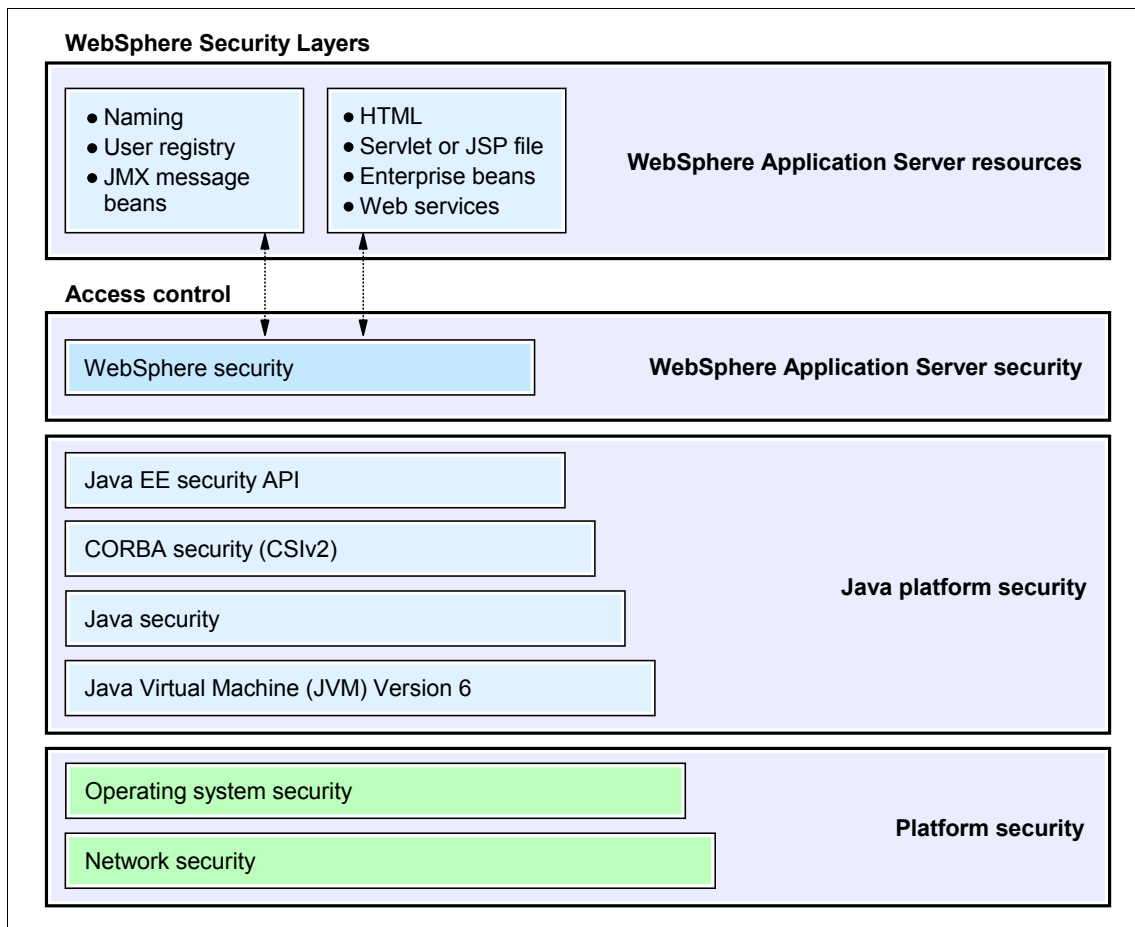 WebSphere Security Layers
● Naming
● User registry
● JMX message
beans
● HTML
● Servlet or JSP file
● Enterprise beans
● Web services
WebSphere Application Server resources
Access control
WebSphere security
WebSphere Application Server security
Java EE security API
CORBA security (CSIv2)
Java security
Java Virtual Machine (JVM) Version 6
Java platform security
Operating system security
Network security
Platform security